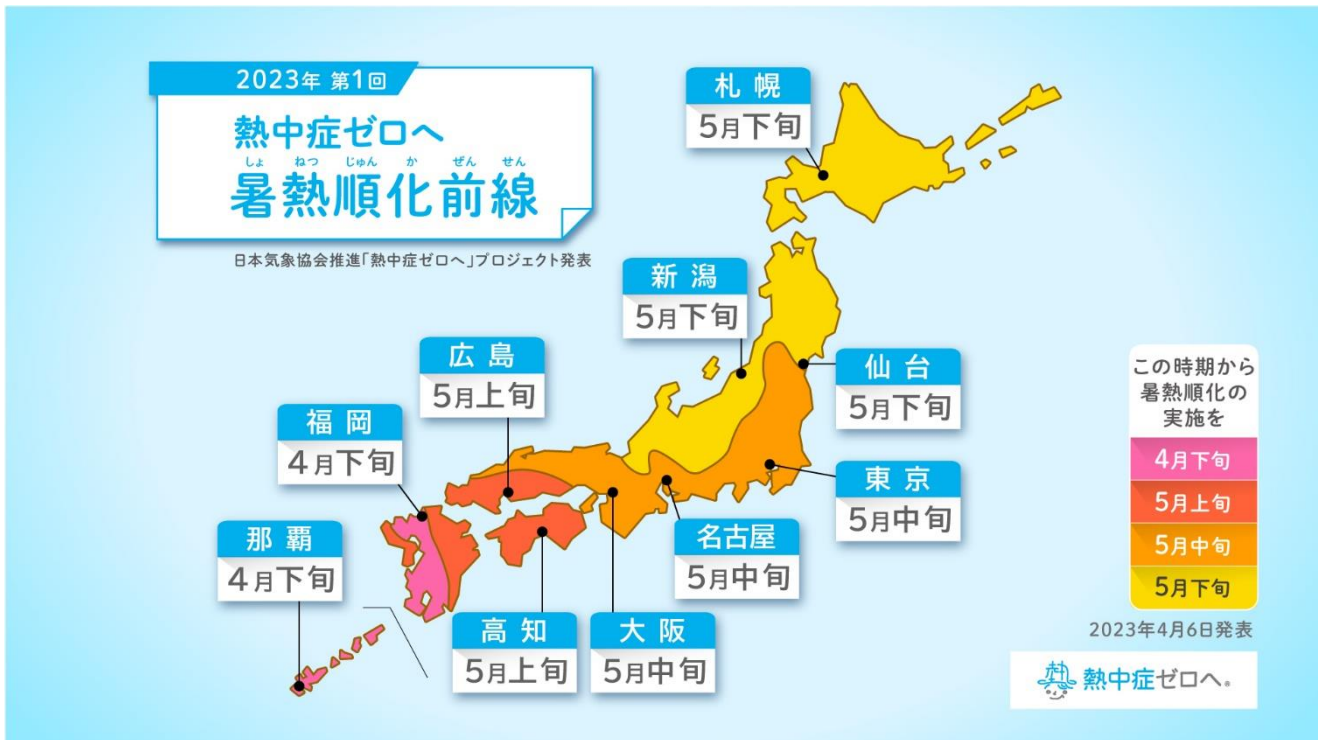 2023年 第1回
熱中症ゼロへ
しょ ねつ じゅん か ぜん せん
暑熱順化前線
日本気象協会推進「熱中症ゼロへ」プロジェクト発表
札幌
5月下旬
新潟
5月下旬
仙台
5月下旬
広島
5月上旬
福岡
4月下旬
東京
5月中旬
那覇
4月下旬
名古屋
5月中旬
高知
5月上旬
大阪
5月中旬
この時期から
暑熱順化の
実施を
4月下旬
5月上旬
5月中旬
5月下旬
2023年4月6日発表
熱中症ゼロへ。